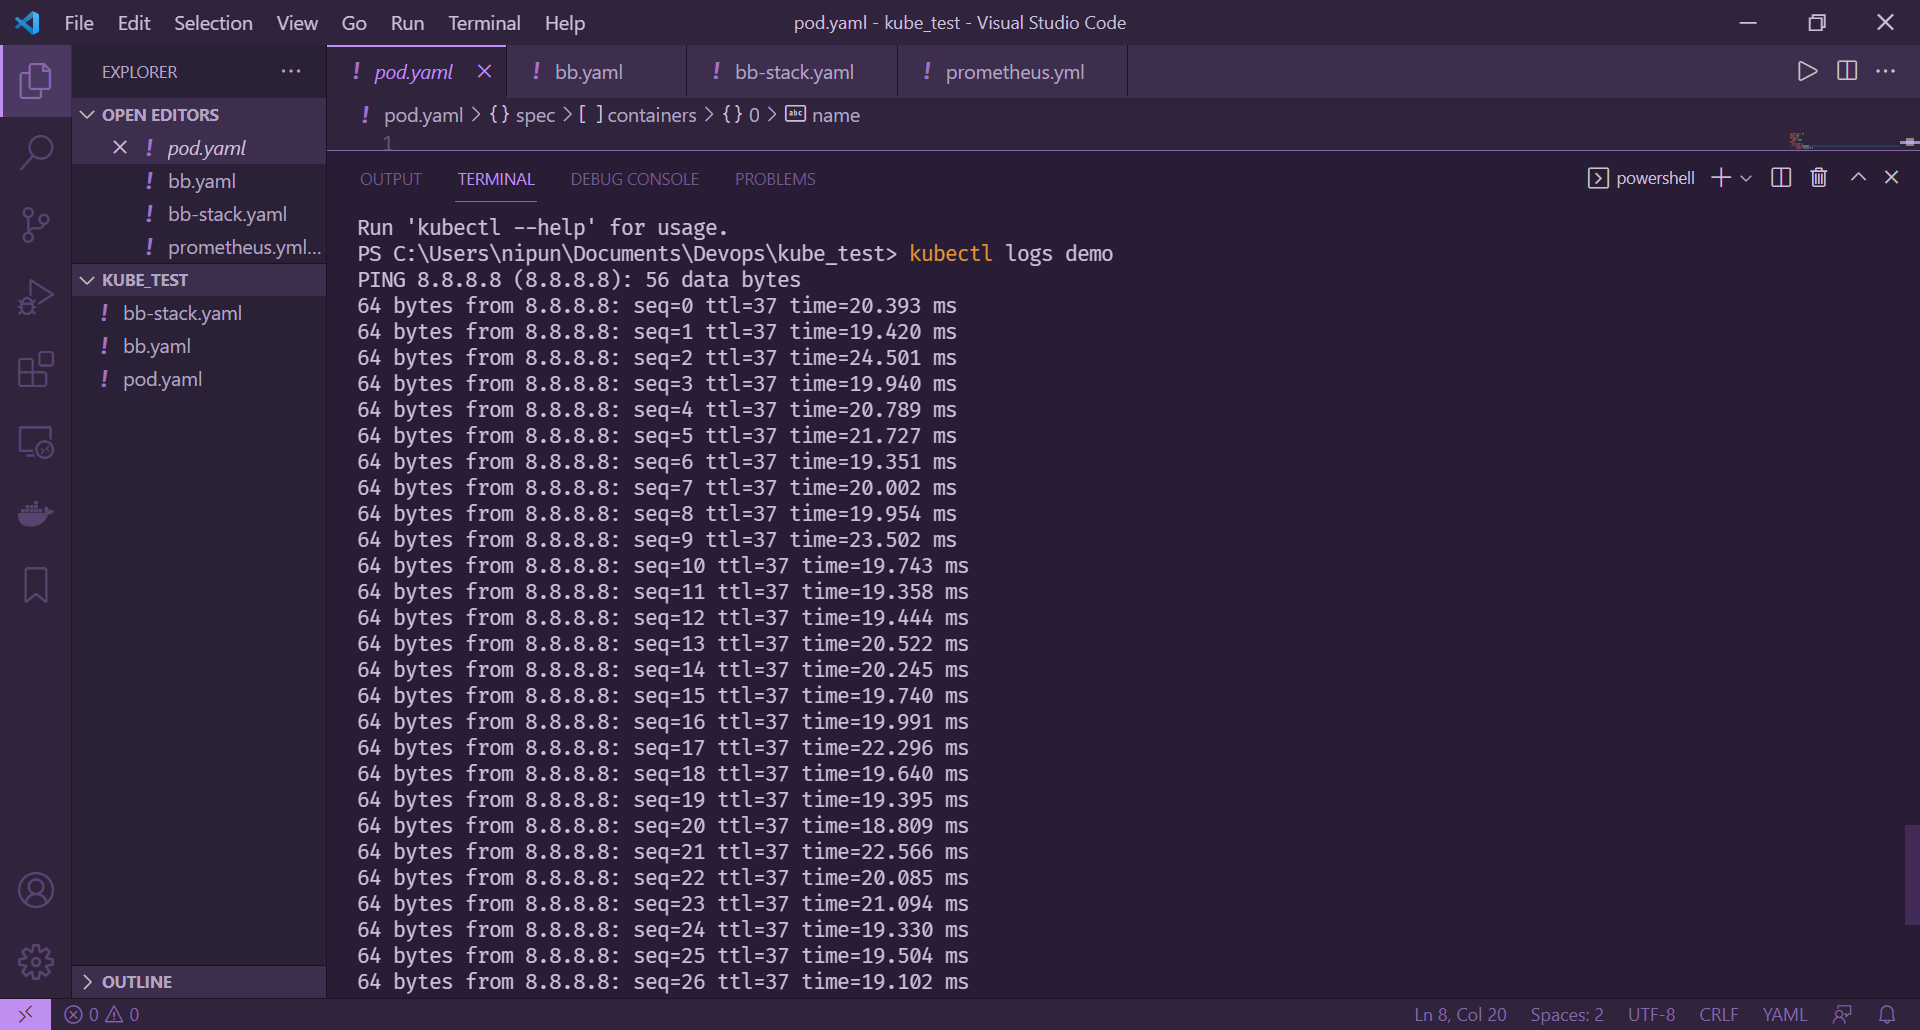 File Edit Selection View Go Run Terminal Help
pod.yaml - kube_test - Visual Studio Code
EXPLORER
OPEN EDITORS
pod.yaml
bb.yaml
bb-stack.yaml
prometheus.yml...
KUBE_TEST
bb-stack.yaml
bb.yaml
pod.yaml
OUTLINE
! pod.yaml ! bb.yaml ! bb-stack.yaml ! prometheus.yml
! pod.yaml > {} spec > [ ] containers > {} 0 > abc name
1
OUTPUT TERMINAL DEBUG CONSOLE PROBLEMS
powershell
Run 'kubectl --help' for usage.
PS C:\Users\nipun\Documents\Devops\kube_test> kubectl logs demo
PING 8.8.8.8 (8.8.8.8): 56 data bytes
64 bytes from 8.8.8.8: seq=0 ttl=37 time=20.393 ms
64 bytes from 8.8.8.8: seq=1 ttl=37 time=19.420 ms
64 bytes from 8.8.8.8: seq=2 ttl=37 time=24.501 ms
64 bytes from 8.8.8.8: seq=3 ttl=37 time=19.940 ms
64 bytes from 8.8.8.8: seq=4 ttl=37 time=20.789 ms
64 bytes from 8.8.8.8: seq=5 ttl=37 time=21.727 ms
64 bytes from 8.8.8.8: seq=6 ttl=37 time=19.351 ms
64 bytes from 8.8.8.8: seq=7 ttl=37 time=20.002 ms
64 bytes from 8.8.8.8: seq=8 ttl=37 time=19.954 ms
64 bytes from 8.8.8.8: seq=9 ttl=37 time=23.502 ms
64 bytes from 8.8.8.8: seq=10 ttl=37 time=19.743 ms
64 bytes from 8.8.8.8: seq=11 ttl=37 time=19.358 ms
64 bytes from 8.8.8.8: seq=12 ttl=37 time=19.444 ms
64 bytes from 8.8.8.8: seq=13 ttl=37 time=20.522 ms
64 bytes from 8.8.8.8: seq=14 ttl=37 time=20.245 ms
64 bytes from 8.8.8.8: seq=15 ttl=37 time=19.740 ms
64 bytes from 8.8.8.8: seq=16 ttl=37 time=19.991 ms
64 bytes from 8.8.8.8: seq=17 ttl=37 time=22.296 ms
64 bytes from 8.8.8.8: seq=18 ttl=37 time=19.640 ms
64 bytes from 8.8.8.8: seq=19 ttl=37 time=19.395 ms
64 bytes from 8.8.8.8: seq=20 ttl=37 time=18.809 ms
64 bytes from 8.8.8.8: seq=21 ttl=37 time=22.566 ms
64 bytes from 8.8.8.8: seq=22 ttl=37 time=20.085 ms
64 bytes from 8.8.8.8: seq=23 ttl=37 time=21.094 ms
64 bytes from 8.8.8.8: seq=24 ttl=37 time=19.330 ms
64 bytes from 8.8.8.8: seq=25 ttl=37 time=19.504 ms
64 bytes from 8.8.8.8: seq=26 ttl=37 time=19.102 ms
0 0
Ln 8, Col 20 Spaces: 2 UTF-8 CRLF YAML